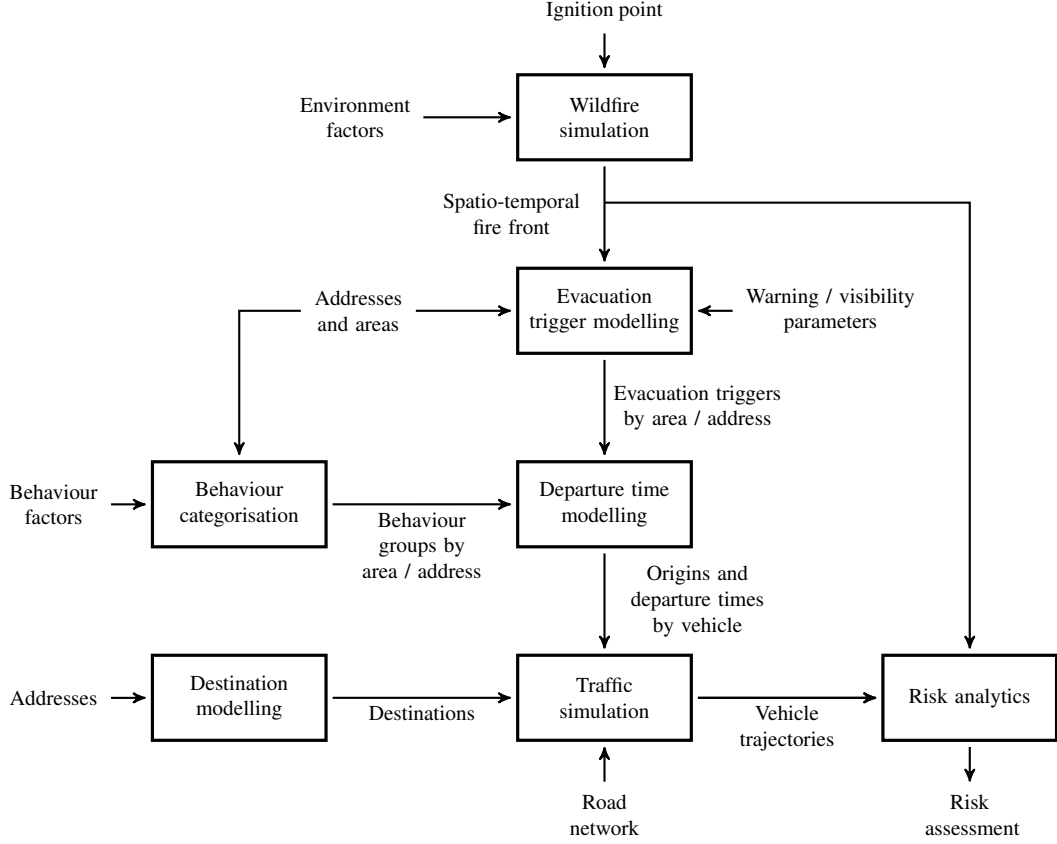 Ignition point
Environment
factors
Wildfire
simulation
Spatio-temporal
fire front
Addresses
and areas
Evacuation
trigger modelling
Warning / visibility
parameters
Evacuation triggers
by area / address
Behaviour
factors
Behaviour
categorisation
Behaviour
groups by
area / address
Departure time
modelling
Origins and
departure times
by vehicle
Addresses
Destination
modelling
Destinations
Traffic
simulation
Vehicle
trajectories
Risk analytics
Road
network
Risk
assessment